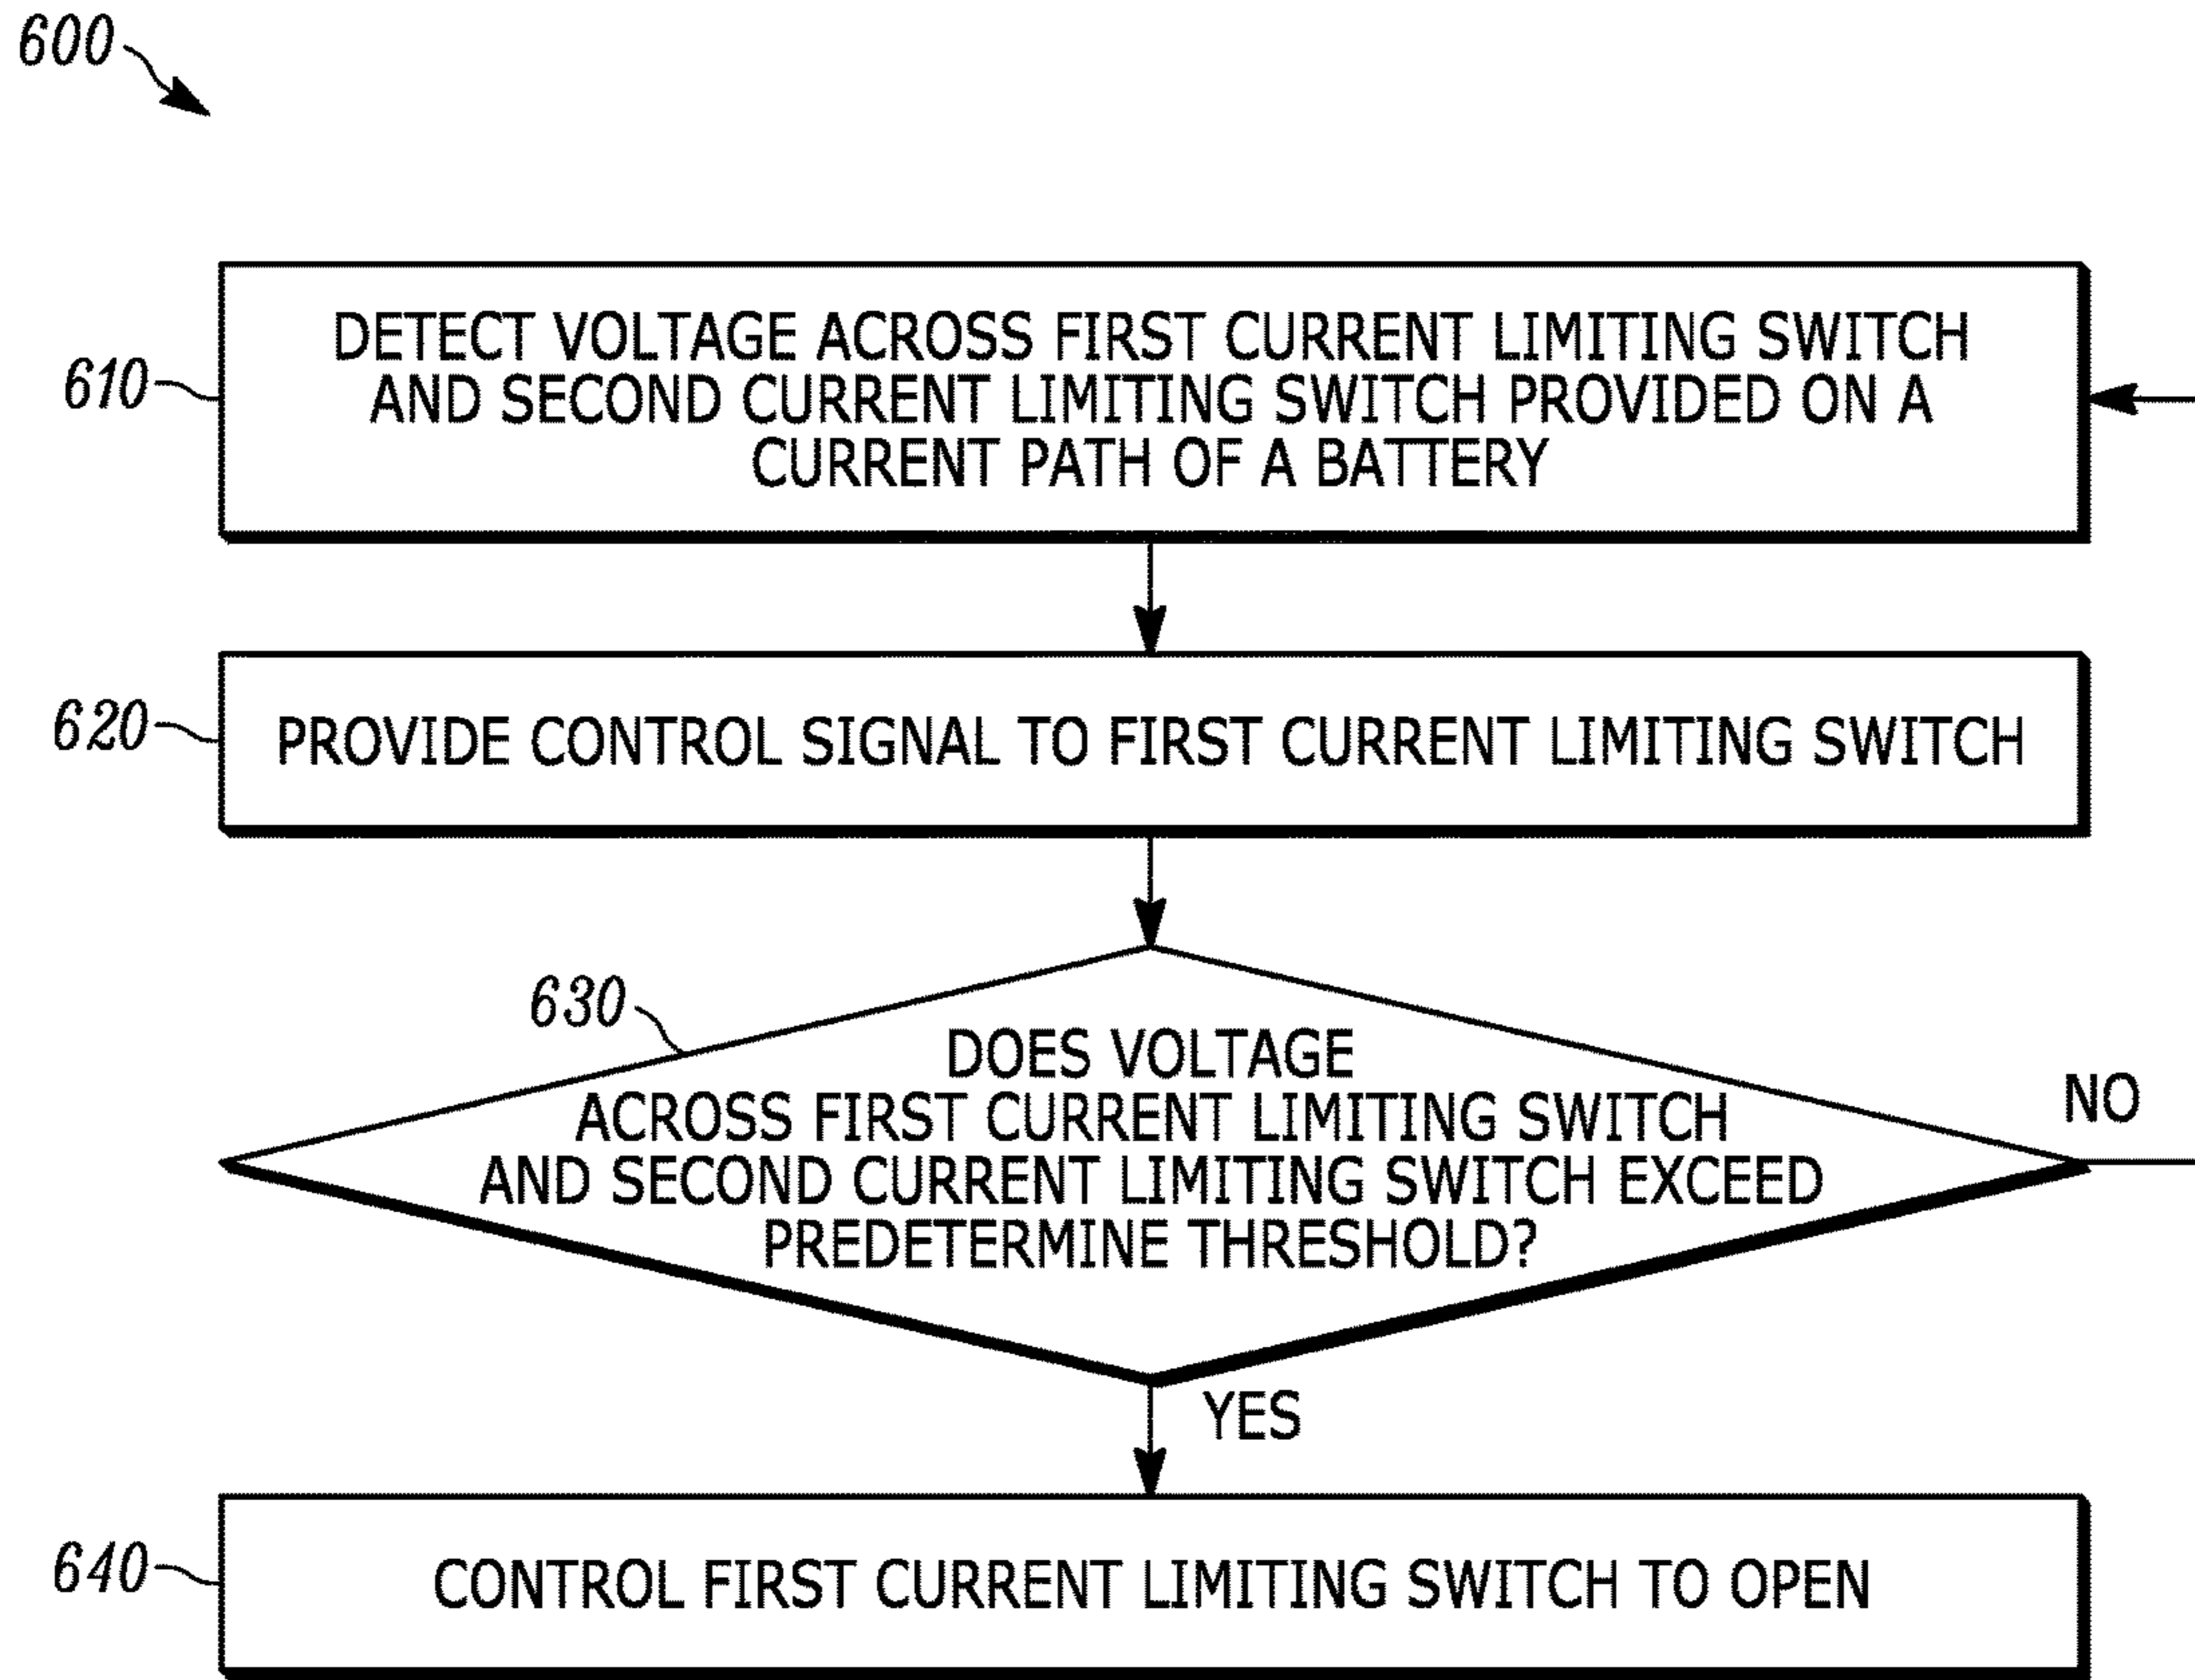 600
610
DETECT VOLTAGE ACROSS FIRST CURRENT LIMITING SWITCH
AND SECOND CURRENT LIMITING SWITCH PROVIDED ON A
CURRENT PATH OF A BATTERY
620
PROVIDE CONTROL SIGNAL TO FIRST CURRENT LIMITING SWITCH
630
DOES VOLTAGE
ACROSS FIRST CURRENT LIMITING SWITCH
AND SECOND CURRENT LIMITING SWITCH EXCEED
PREDETERMINE THRESHOLD?
NO
YES
640
CONTROL FIRST CURRENT LIMITING SWITCH TO OPEN